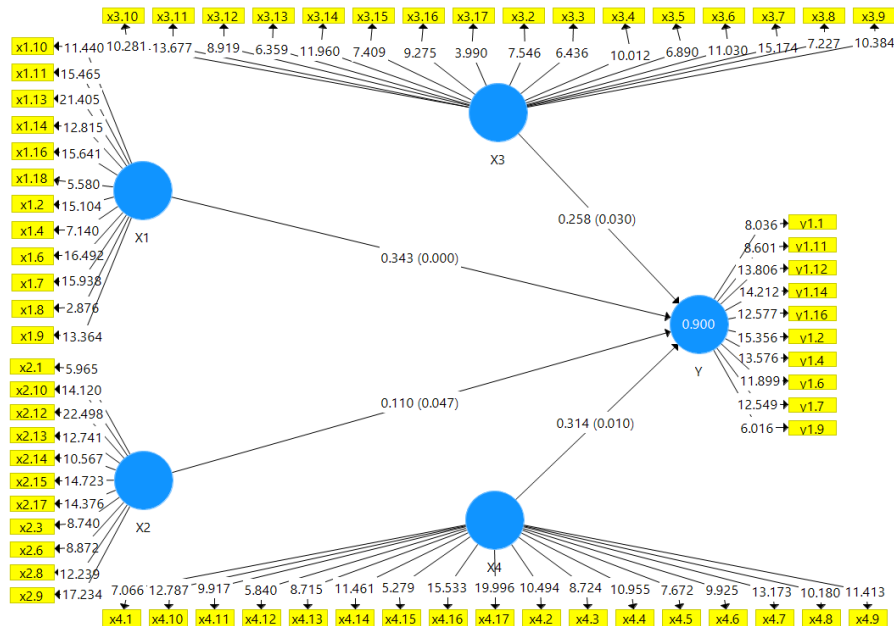 x3.10 x3.11 x3.12 x3.13 x3.14 x3.15 x3.16 x3.17 x3.2 x3.3 x3.4 x3.5 x3.6 x3.7 x3.8 x3.9
10.281 13.677 8.919 6.359 11.960 7.409 9.275 3.990 7.546 6.436 10.012 6.890 11.030 15.174 7.227 10.384
x1.10 11.440
x1.11 15.465
x1.13 21.405
x1.14 12.815
x1.16 15.641
x1.18 5.580
x1.2 15.104
x1.4 7.140
x1.6 16.492
x1.7 15.938
x1.8 2.876
x1.9 13.364
X1
X3
0.258 (0.030)
0.343 (0.000)
8.036 y1.1
8.601 y1.11
13.806 y1.12
14.212 y1.14
12.577 y1.16
15.356 y1.2
13.576 y1.4
11.899 y1.6
12.549 y1.7
6.016 y1.9
0.900
Y
x2.1 5.965
x2.10 14.120
x2.12 22.498
x2.13 12.741
x2.14 10.567
x2.15 14.723
x2.17 14.376
x2.3 8.740
x2.6 8.872
x2.8 12.239
x2.9 17.234
X2
0.110 (0.047)
0.314 (0.010)
X4
7.066 12.787 9.917 5.840 8.715 11.461 5.279 15.533 19.996 10.494 8.724 10.955 7.672 9.925 13.173 10.180 11.413
x4.1 x4.10 x4.11 x4.12 x4.13 x4.14 x4.15 x4.16 x4.17 x4.2 x4.3 x4.4 x4.5 x4.6 x4.7 x4.8 x4.9